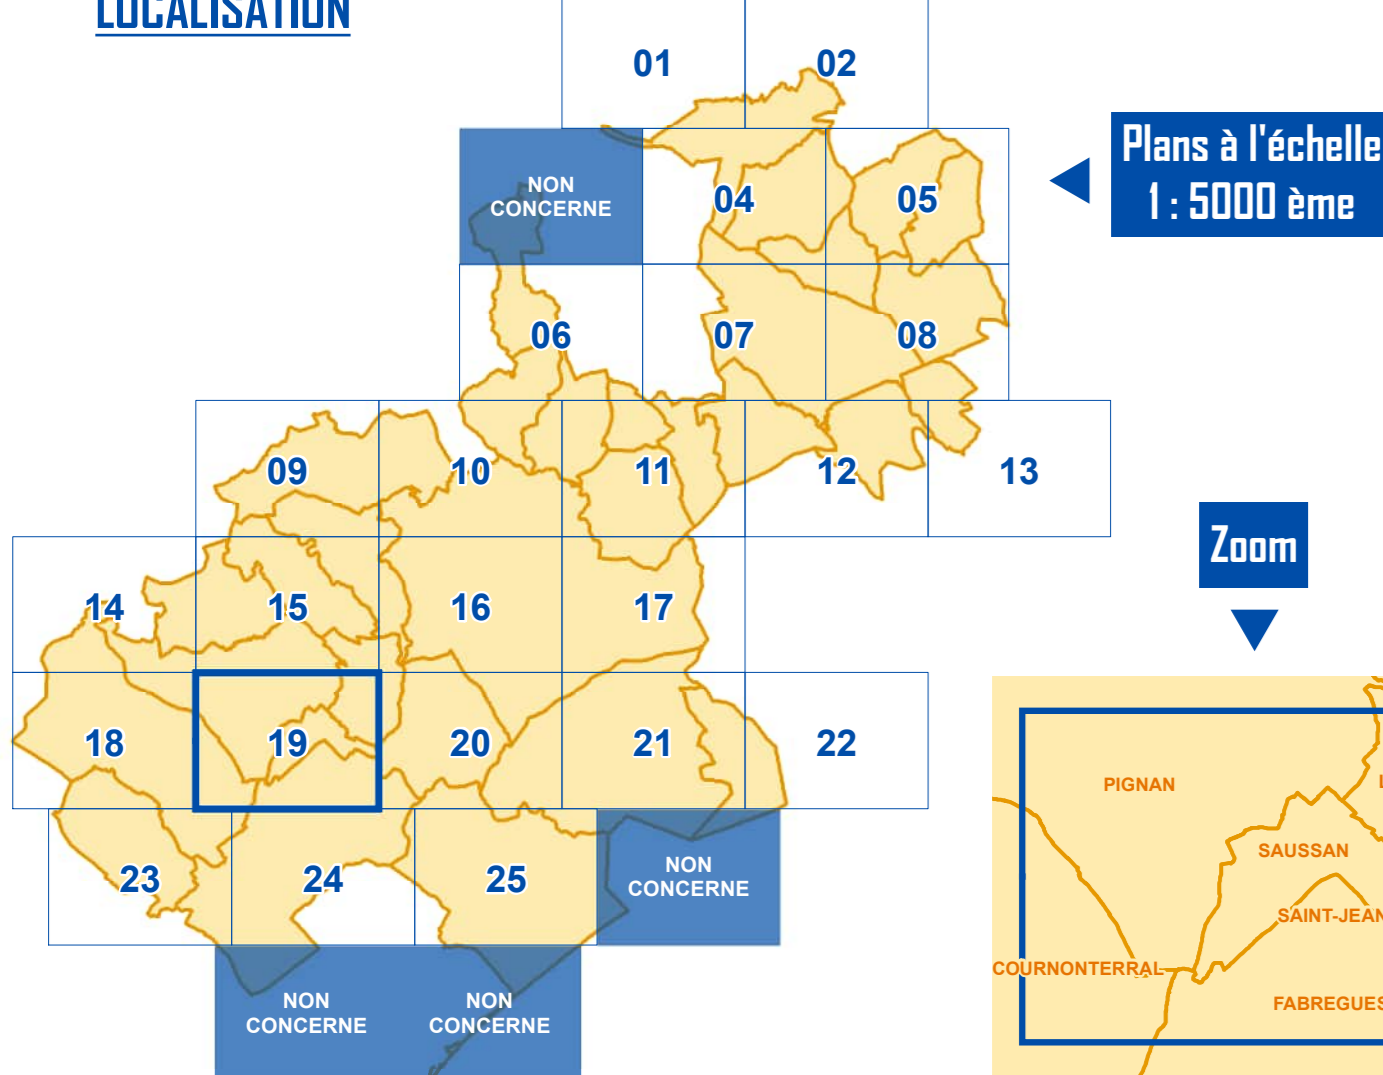 LOCALISATION
01
02
Plans à l'échelle
1 : 5000 ème
NON
CONCERNE
04
05
06
07
08
09
10
11
12
13
Zoom
14
15
16
17
18
19
20
21
22
PIGNAN
L
SAUSSAN
SAINT-JEAN
COURNONTERRAL
FABREGUES
23
24
25
NON
CONCERNE
NON
CONCERNE
NON
CONCERNE